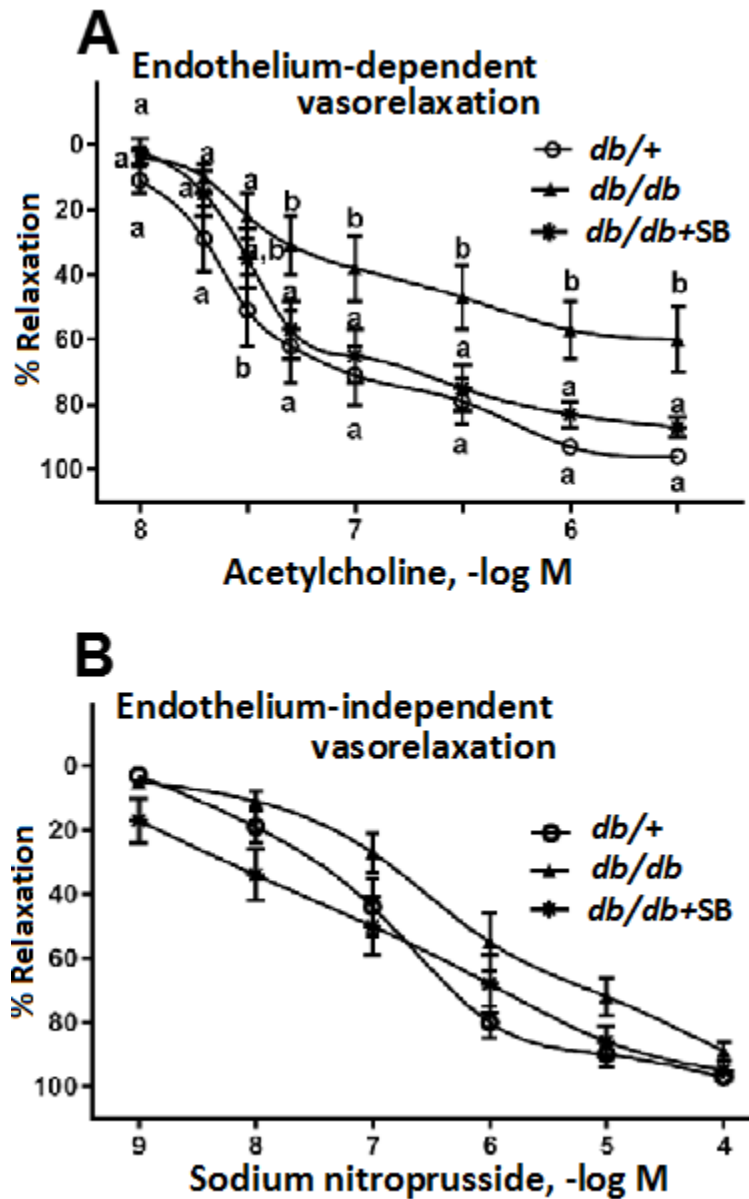 A
Endothelium-dependent
vasorelaxation
a
0
a
a
a
a
db/+
20
b
b
db/db
a
a,b
b
db/db+SB
40
a
a
b
b
60
b
a
a
a
a
80
a
a
a
a
100
a
a
% Relaxation
8
7
6
Acetylcholine, -log M
B
Endothelium-independent
vasorelaxation
0
db/+
20
db/db
40
db/db+SB
60
80
100
% Relaxation
9
8
7
6
5
4
Sodium nitroprusside, -log M